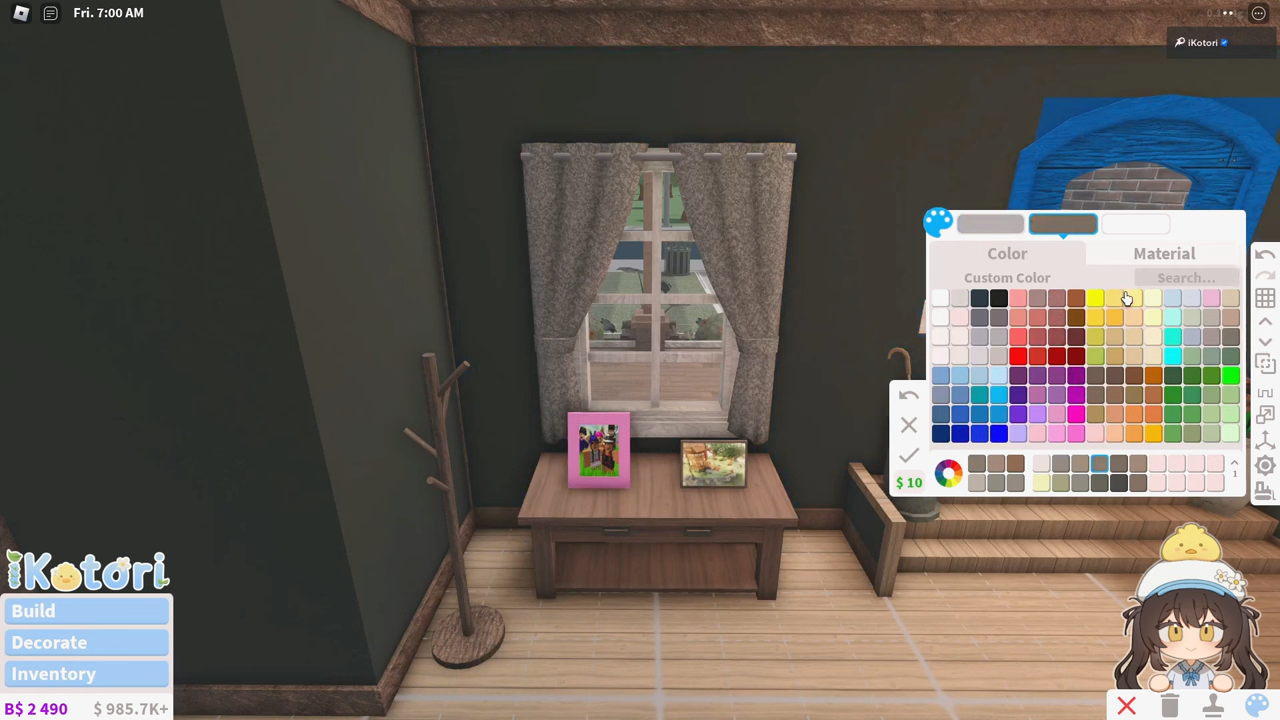 Fri. 7:00 AM
iKotori
Color
Material
Custom Color
Search...
$ 10
1
iKotori
Build
Decorate
Inventory
B$ 2 490
$ 985.7K+